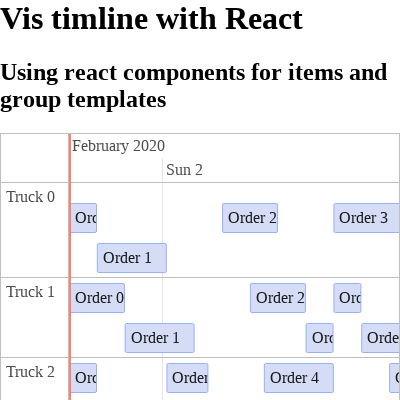 Vis timline with React
Using react components for items and
group templates
February 2020
Sun 2
Truck 0
Order 2
Order 3
Order 1
Truck 1
Order 0
Order 2
Order 1
Truck 2
Order
Order 4